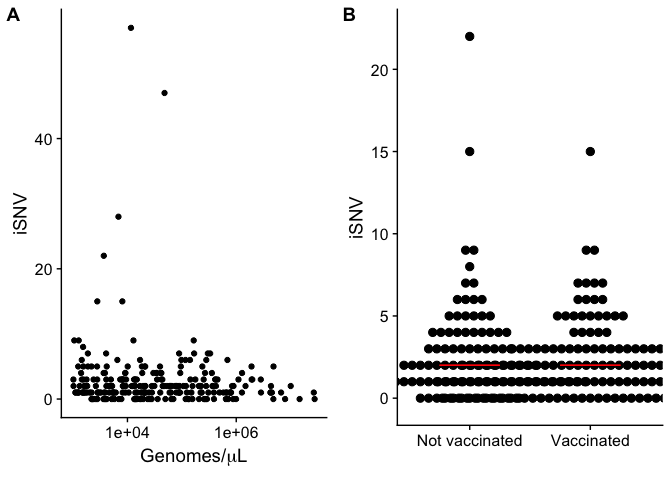 A
iSNV
40
20
0
1e+04 1e+06
Genomes/μL
B
iSNV
20
15
10
5
0
Not vaccinated Vaccinated